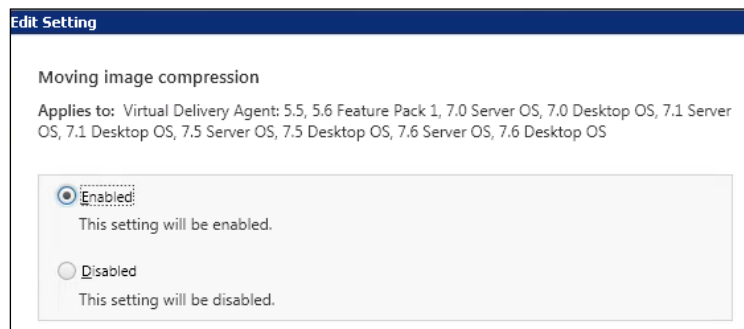 Edit Setting
Moving image compression
Applies to: Virtual Delivery Agent: 5.5, 5.6 Feature Pack 1, 7.0 Server OS, 7.0 Desktop OS, 7.1 Server
OS, 7.1 Desktop OS, 7.5 Server OS, 7.5 Desktop OS, 7.6 Server OS, 7.6 Desktop OS
Enabled
This setting will be enabled.
Disabled
This setting will be disabled.